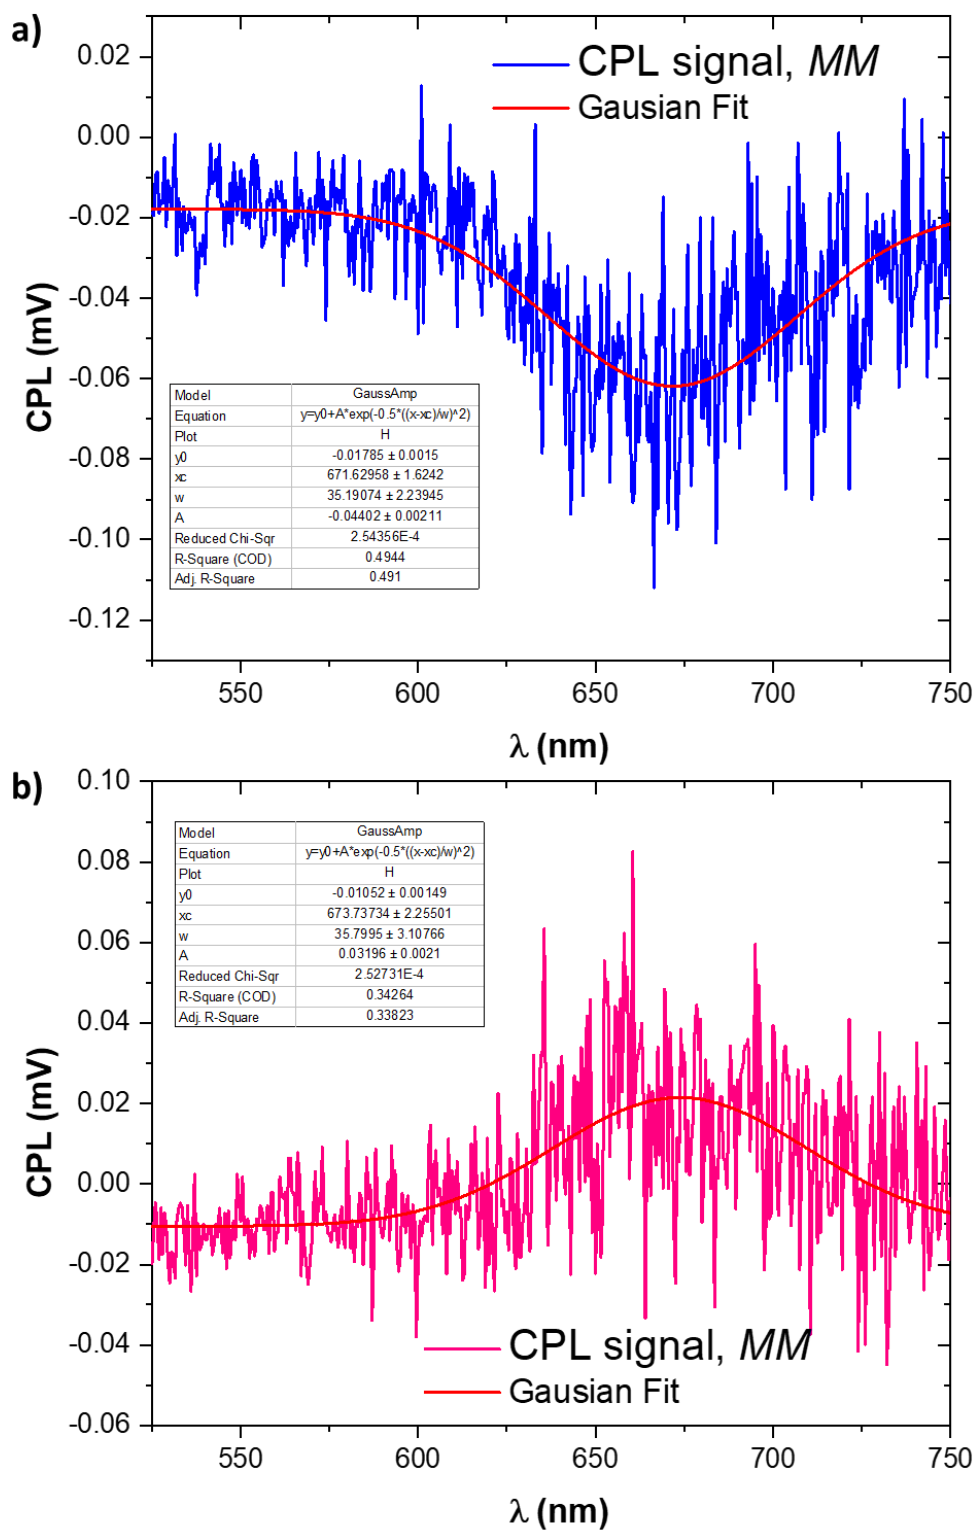 a)
CPL signal, MM
Gausian Fit
0.02
0.00
-0.02
-0.04
-0.06
-0.08
-0.10
-0.12
CPL (mV)
Model GaussAmp
Equation y=y0+A*exp(-0.5*((x-xc)/w)^2)
Plot H
y0 -0.01785 ± 0.0015
xc 671.62958 ± 1.6242
w 35.19074 ± 2.23945
A -0.04402 ± 0.00211
Reduced Chi-Sqr 2.54356E-4
R-Square (COD) 0.4944
Adj. R-Square 0.491
550 600 650 700 750
λ (nm)
b)
0.10
0.08
0.06
0.04
0.02
0.00
-0.02
-0.04
-0.06
CPL (mV)
Model GaussAmp
Equation y=y0+A*exp(-0.5*((x-xc)/w)^2)
Plot H
y0 -0.01052 ± 0.00149
xc 673.73734 ± 2.25501
w 35.7995 ± 3.10766
A 0.03196 ± 0.0021
Reduced Chi-Sqr 2.52731E-4
R-Square (COD) 0.34264
Adj. R-Square 0.33823
CPL signal, MM
Gausian Fit
550 600 650 700 750
λ (nm)